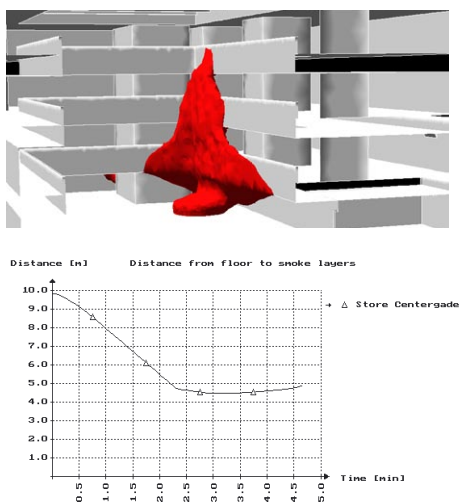 Distance [m] Distance from floor to smoke layers
10.0
→ △ Store Centergade
9.0
8.0
7.0
6.0
5.0
4.0
3.0
2.0
1.0
Time [min]
0.5 1.0 1.5 2.0 2.5 3.0 3.5 4.0 4.5 5.0